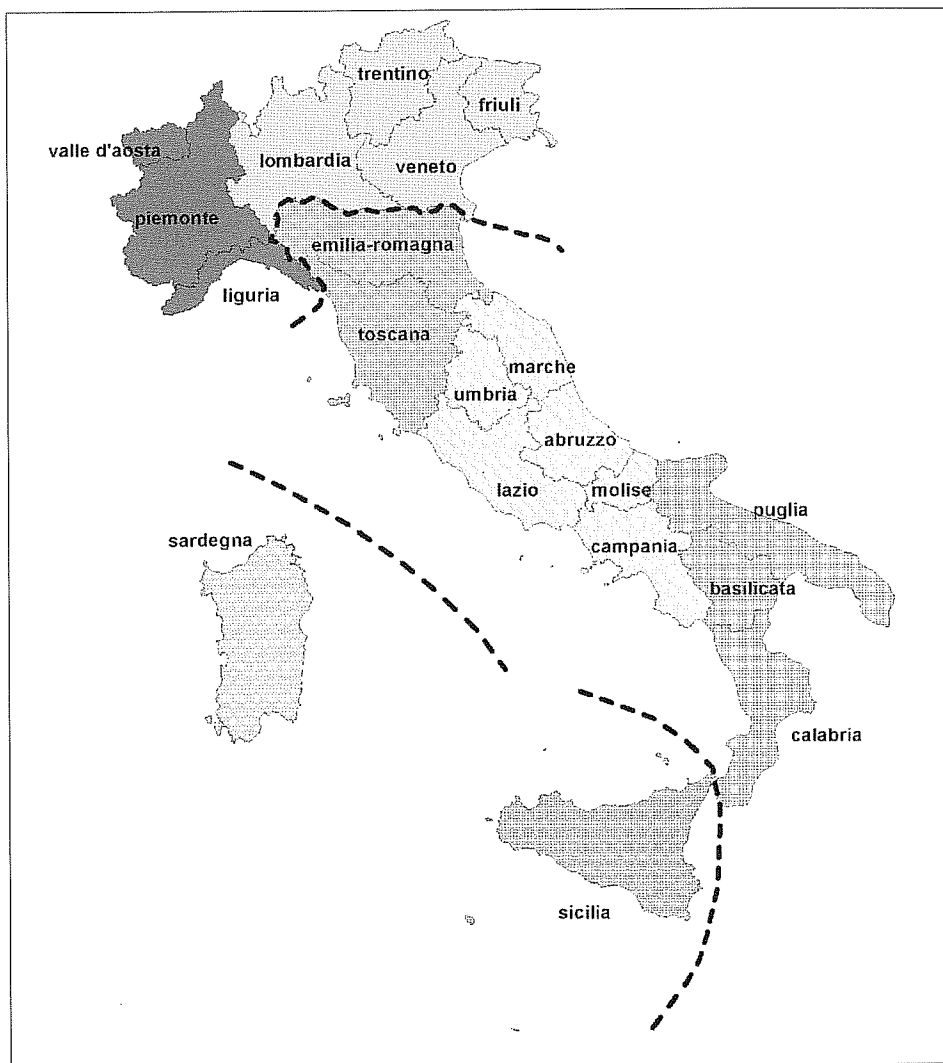 trentino
friuli
valle d'aosta
lombardia
veneto
piemonte
emilia-romagna
liguria
toscana
marche
umbria
abruzzo
lazio
molise
puglia
sardegna
campania
basilicata
calabria
sicilia